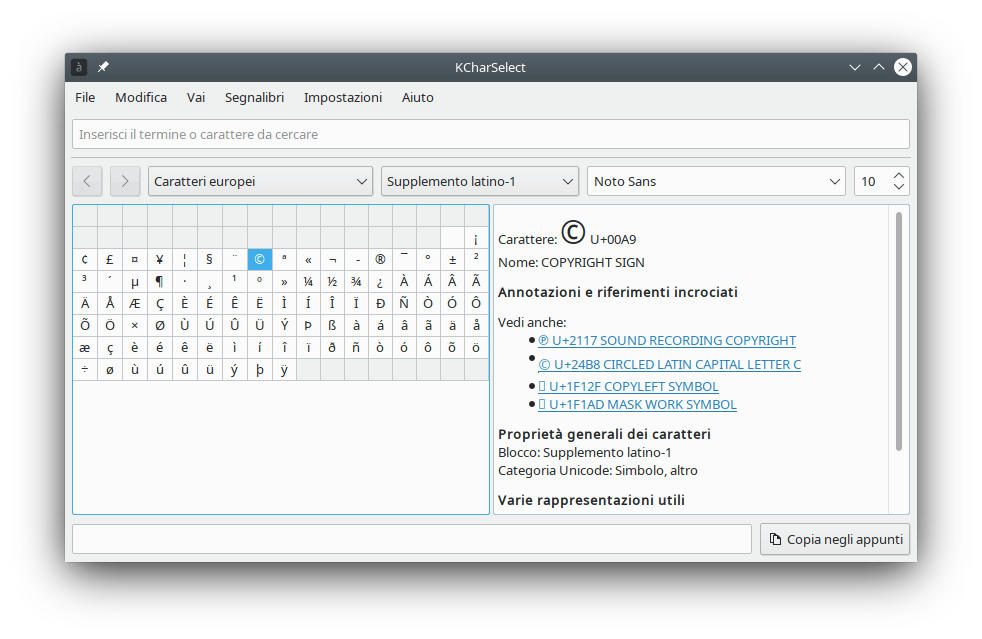 KCharSelect
File Modifica Vai Segnalibri Impostazioni Aiuto
Inserisci il termine o carattere da cercare
Caratteri europei Supplemento latino-1 Noto Sans 10
¡
¢ £ ¤ ¥ ¦ § ¨ © ª « ¬ - ® ¯ ° ± ²
³ ´ µ ¶ · ¸ ¹ º » ¼ ½ ¾ ¿ À Á Â Ã
Ä Å Æ Ç È É Ê Ë Ì Í Î Ï Ð Ñ Ò Ó Ô
Õ Ö × Ø Ù Ú Û Ü Ý Þ ß à á â ã ä å
æ ç è é ê ë ì í î ï ð ñ ò ó ô õ ö
÷ ø ù ú û ü ý þ ÿ
Carattere: © U+00A9
Nome: COPYRIGHT SIGN
Annotazioni e riferimenti incrociati
Vedi anche:
• ℗ U+2117 SOUND RECORDING COPYRIGHT
• Ⓒ U+24B8 CIRCLED LATIN CAPITAL LETTER C
• U+1F12F COPYLEFT SYMBOL
• U+1F1AD MASK WORK SYMBOL
Proprietà generali dei caratteri
Blocco: Supplemento latino-1
Categoria Unicode: Simbolo, altro
Varie rappresentazioni utili
Copia negli appunti